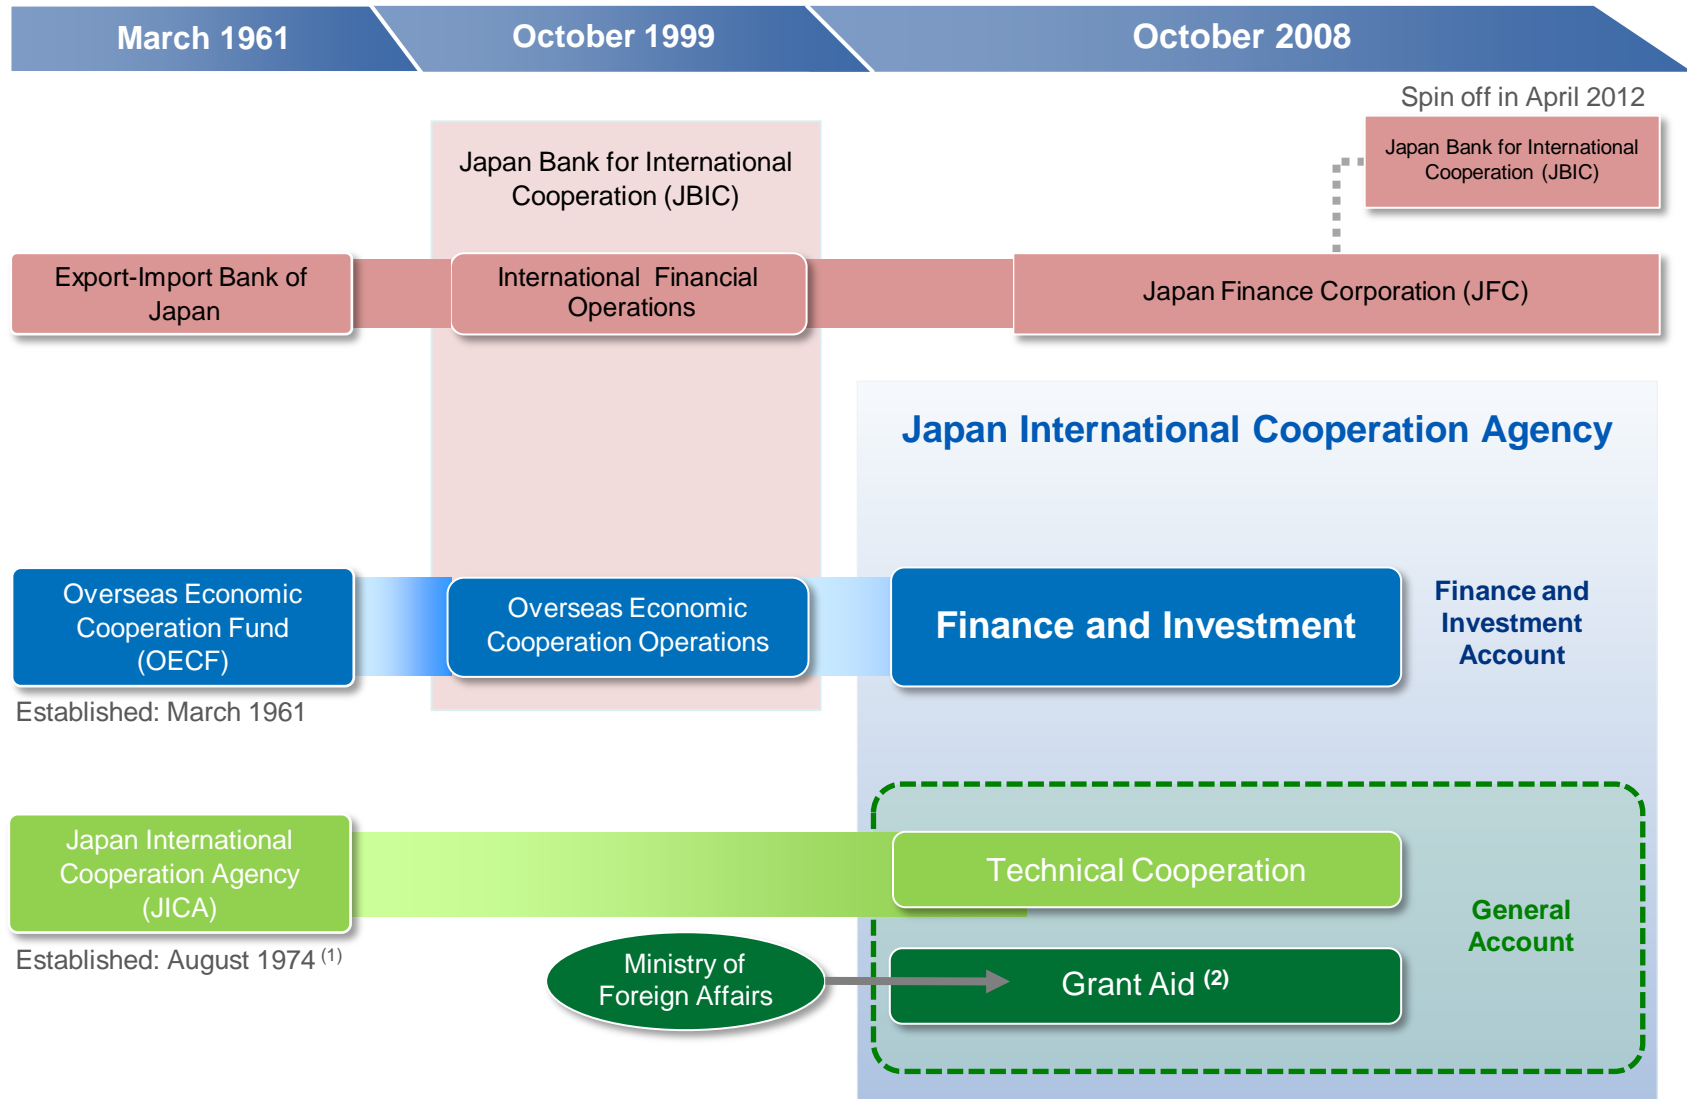 March 1961
October 1999
October 2008
Spin off in April 2012
Japan Bank for International
Cooperation (JBIC)
Japan Bank for International
Cooperation (JBIC)
Export-Import Bank of
Japan
International Financial
Operations
Japan Finance Corporation (JFC)
Japan International Cooperation Agency
Overseas Economic
Cooperation Fund
(OECF)
Overseas Economic
Cooperation Operations
Finance and Investment
Finance and
Investment
Account
Established: March 1961
Japan International
Cooperation Agency
(JICA)
Technical Cooperation
General
Account
Established: August 1974 (1)
Ministry of
Foreign Affairs
Grant Aid (2)